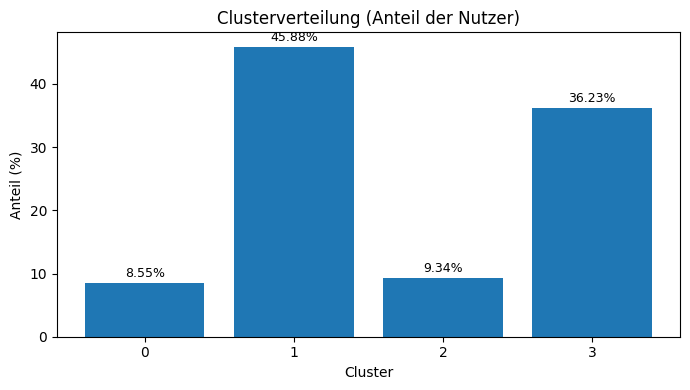 Clusterverteilung (Anteil der Nutzer)
45.88%
36.23%
9.34%
8.55%
40
30
20
10
0
Anteil (%)
0 1 2 3
Cluster